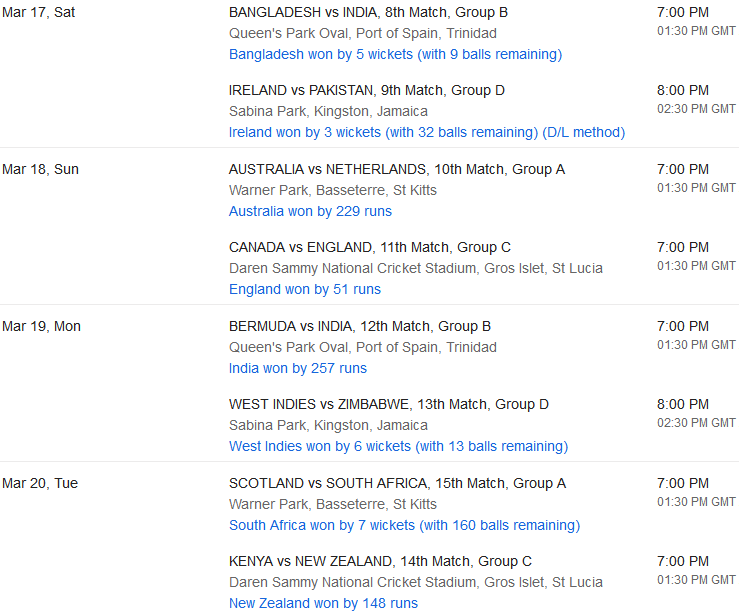 Mar 17, Sat
BANGLADESH vs INDIA, 8th Match, Group B
7:00 PM
Queen's Park Oval, Port of Spain, Trinidad
01:30 PM GMT
Bangladesh won by 5 wickets (with 9 balls remaining)
IRELAND vs PAKISTAN, 9th Match, Group D
8:00 PM
Sabina Park, Kingston, Jamaica
02:30 PM GMT
Ireland won by 3 wickets (with 32 balls remaining) (D/L method)
Mar 18, Sun
AUSTRALIA vs NETHERLANDS, 10th Match, Group A
7:00 PM
Warner Park, Basseterre, St Kitts
01:30 PM GMT
Australia won by 229 runs
CANADA vs ENGLAND, 11th Match, Group C
7:00 PM
Daren Sammy National Cricket Stadium, Gros Islet, St Lucia
01:30 PM GMT
England won by 51 runs
Mar 19, Mon
BERMUDA vs INDIA, 12th Match, Group B
7:00 PM
Queen's Park Oval, Port of Spain, Trinidad
01:30 PM GMT
India won by 257 runs
WEST INDIES vs ZIMBABWE, 13th Match, Group D
8:00 PM
Sabina Park, Kingston, Jamaica
02:30 PM GMT
West Indies won by 6 wickets (with 13 balls remaining)
Mar 20, Tue
SCOTLAND vs SOUTH AFRICA, 15th Match, Group A
7:00 PM
Warner Park, Basseterre, St Kitts
01:30 PM GMT
South Africa won by 7 wickets (with 160 balls remaining)
KENYA vs NEW ZEALAND, 14th Match, Group C
7:00 PM
Daren Sammy National Cricket Stadium, Gros Islet, St Lucia
01:30 PM GMT
New Zealand won by 148 runs